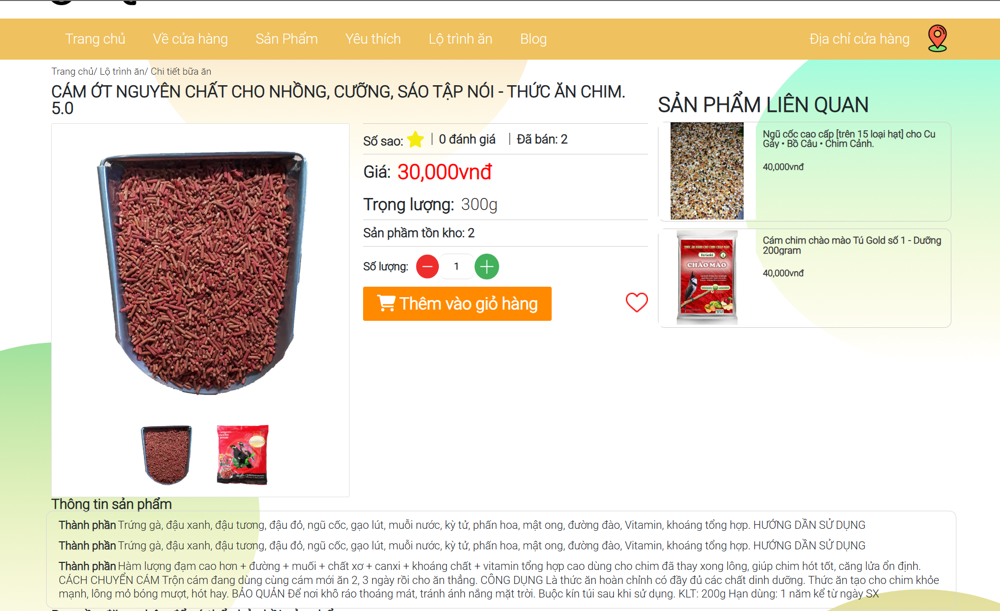 Trang chủ
Về cửa hàng
Sản Phẩm
Yêu thích
Lộ trình ăn
Blog
Địa chỉ cửa hàng
Trang chủ/ Lộ trình ăn/ Chi tiết bữa ăn
CÁM ỚT NGUYÊN CHẤT CHO NHỒNG, CƯỠNG, SÁO TẬP NÓI - THỨC ĂN CHIM.
5.0
Số sao:
0 đánh giá
Đã bán: 2
Giá: 30,000vnđ
Trọng lượng: 300g
Sản phầm tồn kho: 2
Số lượng:
1
Thêm vào giỏ hàng
SẢN PHẨM LIÊN QUAN
Ngũ cốc cao cấp [trên 15 loại hạt] cho Cu
Gáy • Bồ Câu • Chim Cảnh.
40,000vnđ
Tú Gold
CHÀO MÀO
Cám chim chào mào Tú Gold số 1 - Dưỡng
200gram
40,000vnđ
Thông tin sản phẩm
Thành phần Trứng gà, đậu xanh, đậu tương, đậu đỏ, ngũ cốc, gạo lút, muỗi nước, kỳ tử, phấn hoa, mật ong, đường đào, Vitamin, khoáng tổng hợp. HƯỚNG DẪN SỬ DỤNG
Thành phần Trứng gà, đậu xanh, đậu tương, đậu đỏ, ngũ cốc, gạo lút, muỗi nước, kỳ tử, phấn hoa, mật ong, đường đào, Vitamin, khoáng tổng hợp. HƯỚNG DẪN SỬ DỤNG
Thành phần Hàm lượng đạm cao hơn + đường + muối + chất xơ + canxi + khoáng chất + vitamin tổng hợp cao dùng cho chim đã thay xong lông, giúp chim hót tốt, căng lửa ổn định.
CÁCH CHUYỂN CÁM Trộn cám đang dùng cùng cám mới ăn 2, 3 ngày rồi cho ăn thẳng. CÔNG DỤNG Là thức ăn hoàn chỉnh có đầy đủ các chất dinh dưỡng. Thức ăn tạo cho chim khỏe
mạnh, lông mỏ bóng mượt, hót hay. BẢO QUẢN Để nơi khô ráo thoáng mát, tránh ánh nắng mặt trời. Buộc kín túi sau khi sử dụng. KLT: 200g Hạn dùng: 1 năm kể từ ngày SX